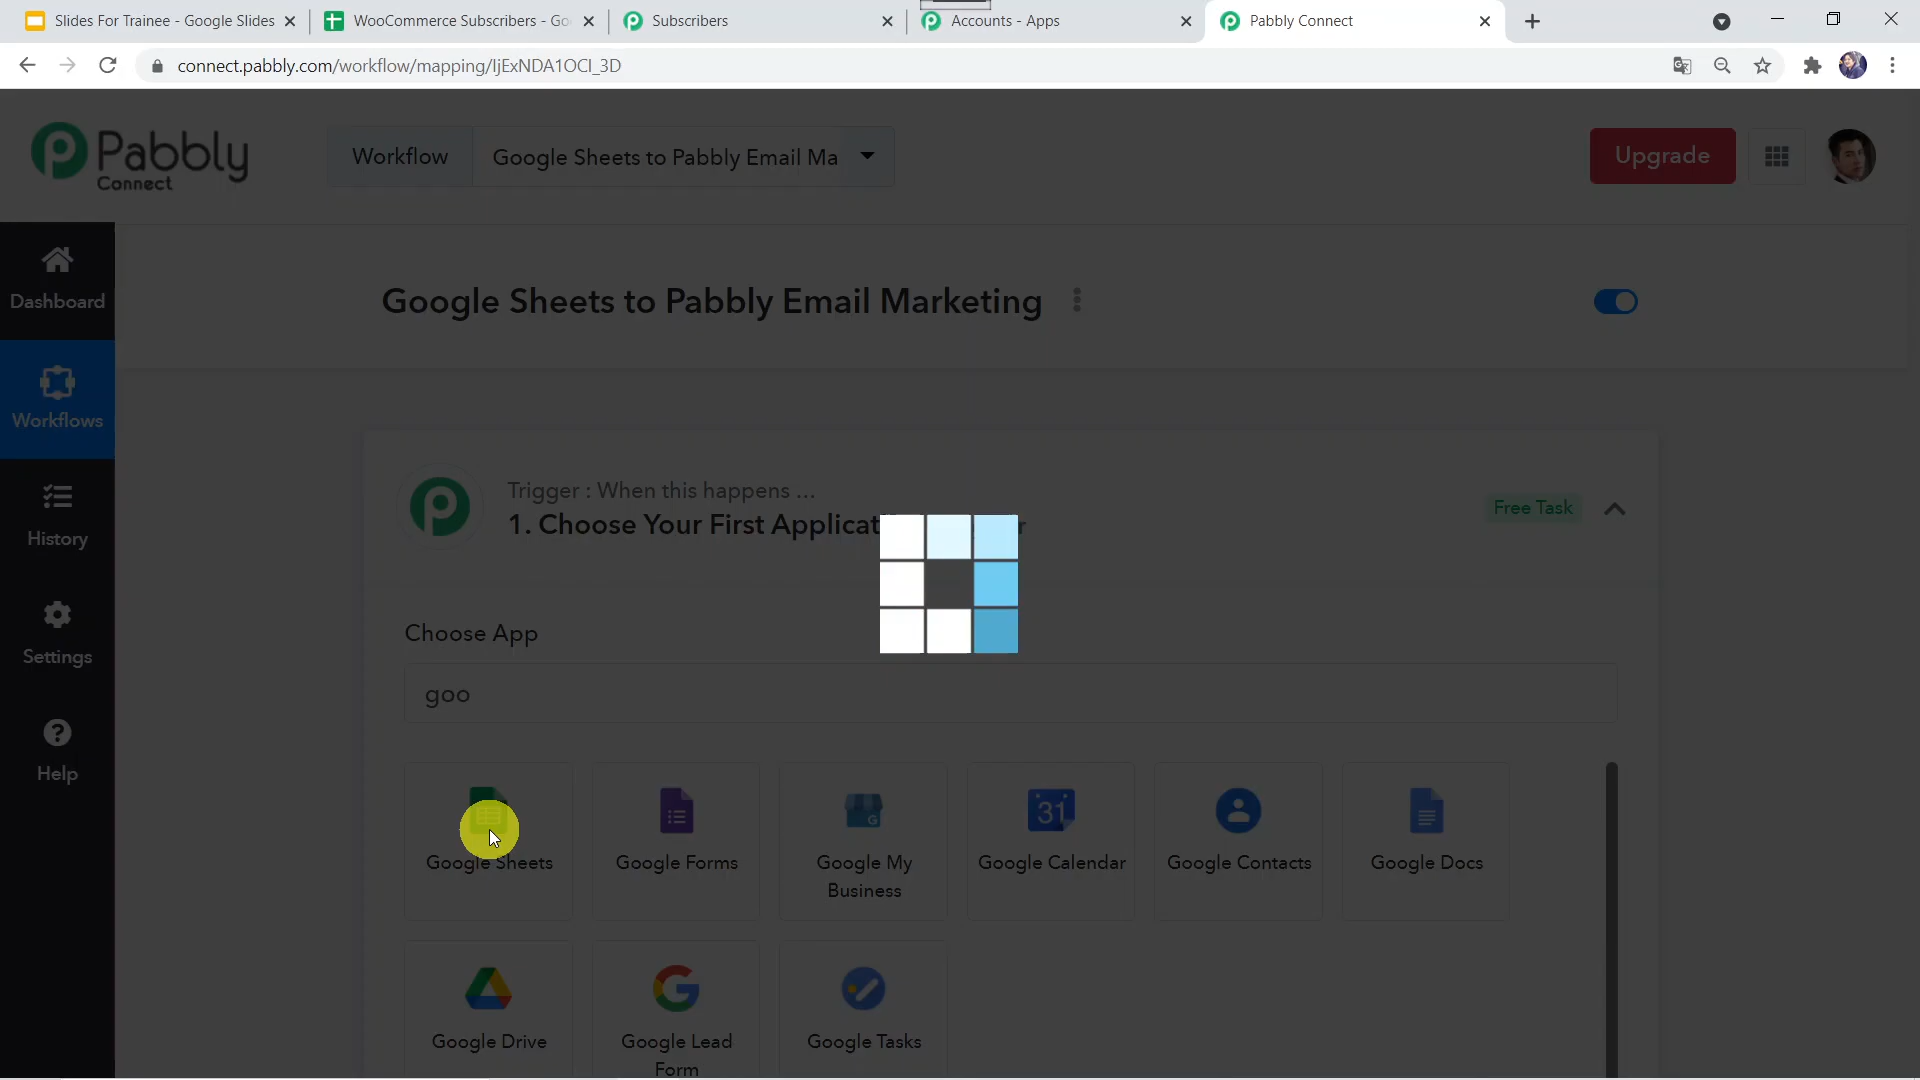 Slides For Trainee - Google Slides
WooCommerce Subscribers - Go
Subscribers
Accounts - Apps
Pabbly Connect
connect.pabbly.com/workflow/mapping/IjExNDA1OCI_3D
Pabbly
Connect
Workflow
Google Sheets to Pabbly Email Ma
Upgrade
Dashboard
Workflows
History
Settings
Help
Google Sheets to Pabbly Email Marketing
Trigger : When this happens ...
1. Choose Your First Applicati
Free Task
Choose App
goo
Google Sheets
Google Forms
Google My
Business
Google Calendar
31
Google Contacts
Google Docs
Google Drive
Google Lead
Form
Google Tasks